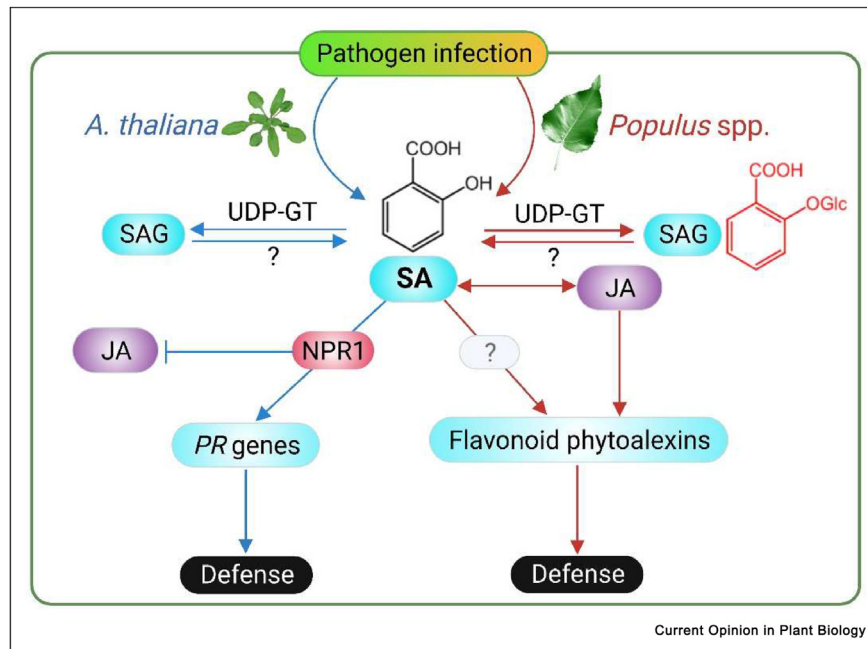 Pathogen infection
A. thaliana
Populus spp.
COOH
OH
COOH
OGlc
UDP-GT
UDP-GT
SAG
?
?
SAG
SA
JA
JA
NPR1
?
PR genes
Flavonoid phytoalexins
Defense
Defense
Current Opinion in Plant Biology